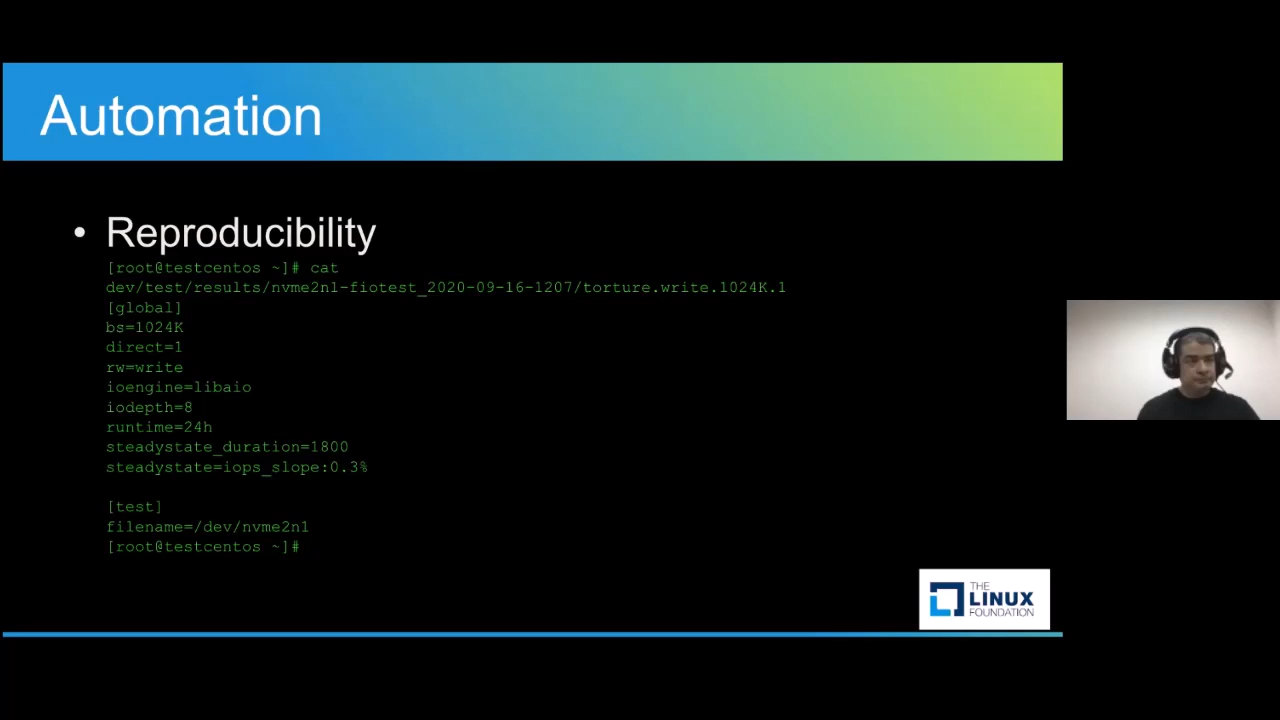 Automation
• Reproducibility
[root@testcentos ~]# cat
dev/test/results/nvme2n1-fiotest_2020-09-16-1207/torture.write.1024K.1
[global]
bs=1024K
direct=1
rw=write
ioengine=libaio
iodepth=8
runtime=24h
steadystate_duration=1800
steadystate=iops_slope:0.3%
[test]
filename=/dev/nvme2n1
[root@testcentos ~]#
THE
LINUX
FOUNDATION